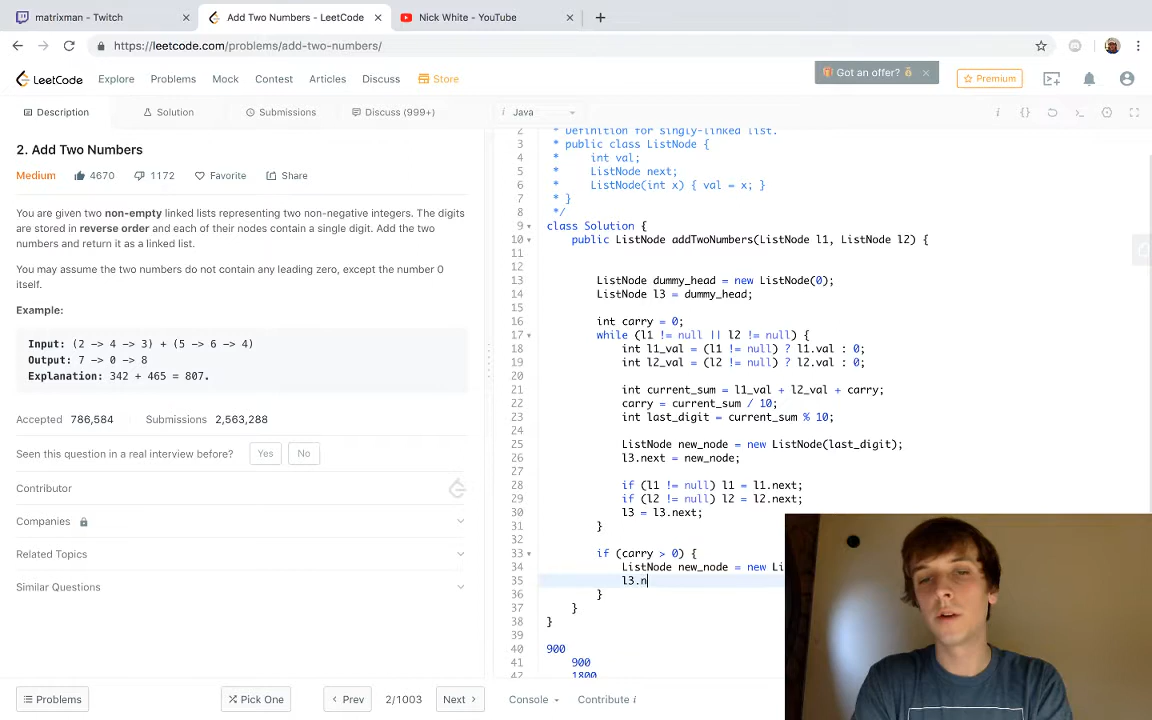 matrixman - Twitch
Add Two Numbers - LeetCode
Nick White - YouTube
https://leetcode.com/problems/add-two-numbers/
LeetCode
Explore
Problems
Mock
Contest
Articles
Discuss
Store
Got an offer?
Premium
Description
Solution
Submissions
Discuss (999+)
i
Java
i
{}
2. Add Two Numbers
Medium
4670
1172
Favorite
Share
You are given two non-empty linked lists representing two non-negative integers. The digits
are stored in reverse order and each of their nodes contain a single digit. Add the two
numbers and return it as a linked list.
You may assume the two numbers do not contain any leading zero, except the number 0
itself.
Example:
Input: (2 -> 4 -> 3) + (5 -> 6 -> 4)
Output: 7 -> 0 -> 8
Explanation: 342 + 465 = 807.
Accepted 786,584 Submissions 2,563,288
Seen this question in a real interview before? Yes No
Contributor
Companies
Related Topics
Similar Questions
2 * Definition for singly-linked list.
3 * public class ListNode {
4 * int val;
5 * ListNode next;
6 * ListNode(int x) { val = x; }
7 * }
8 */
9 class Solution {
10 public ListNode addTwoNumbers(ListNode l1, ListNode l2) {
11
12
13 ListNode dummy_head = new ListNode(0);
14 ListNode l3 = dummy_head;
15
16 int carry = 0;
17 while (l1 != null || l2 != null) {
18 int l1_val = (l1 != null) ? l1.val : 0;
19 int l2_val = (l2 != null) ? l2.val : 0;
20
21 int current_sum = l1_val + l2_val + carry;
22 carry = current_sum / 10;
23 int last_digit = current_sum % 10;
24
25 ListNode new_node = new ListNode(last_digit);
26 l3.next = new_node;
27
28 if (l1 != null) l1 = l1.next;
29 if (l2 != null) l2 = l2.next;
30 l3 = l3.next;
31 }
32
33 if (carry > 0) {
34 ListNode new_node = new Li
35 l3.n
36 }
37 }
38 }
39
40 900
41 900
42 1800
Problems
Pick One
Prev
2/1003
Next
Console
Contribute i